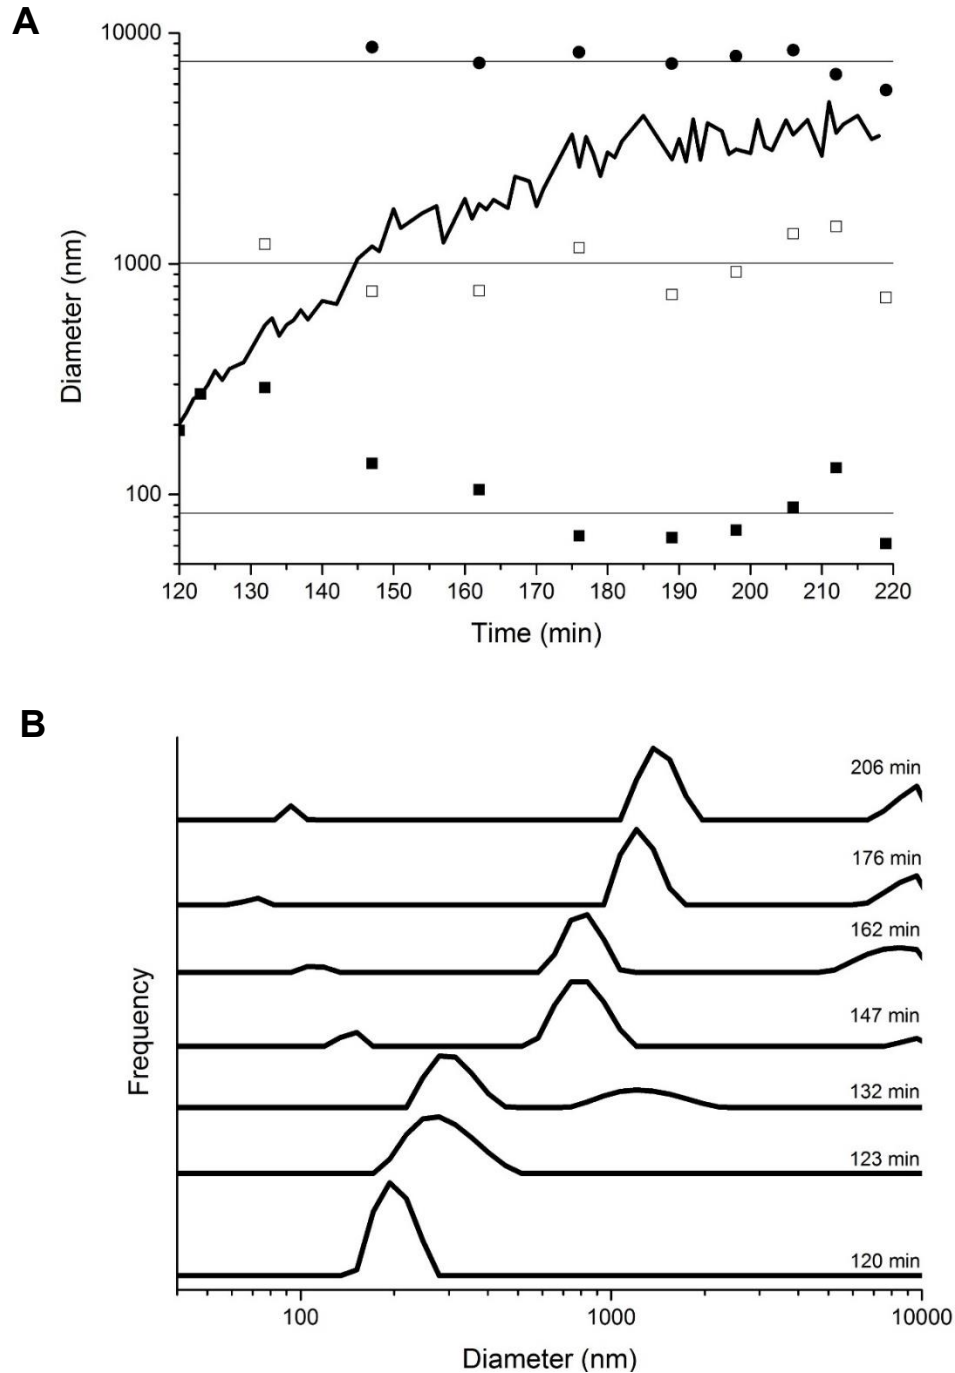 A
10000
1000
100
Diameter (nm)
120 130 140 150 160 170 180 190 200 210 220
Time (min)
B
206 min
176 min
162 min
147 min
132 min
123 min
120 min
Frequency
100 1000 10000
Diameter (nm)